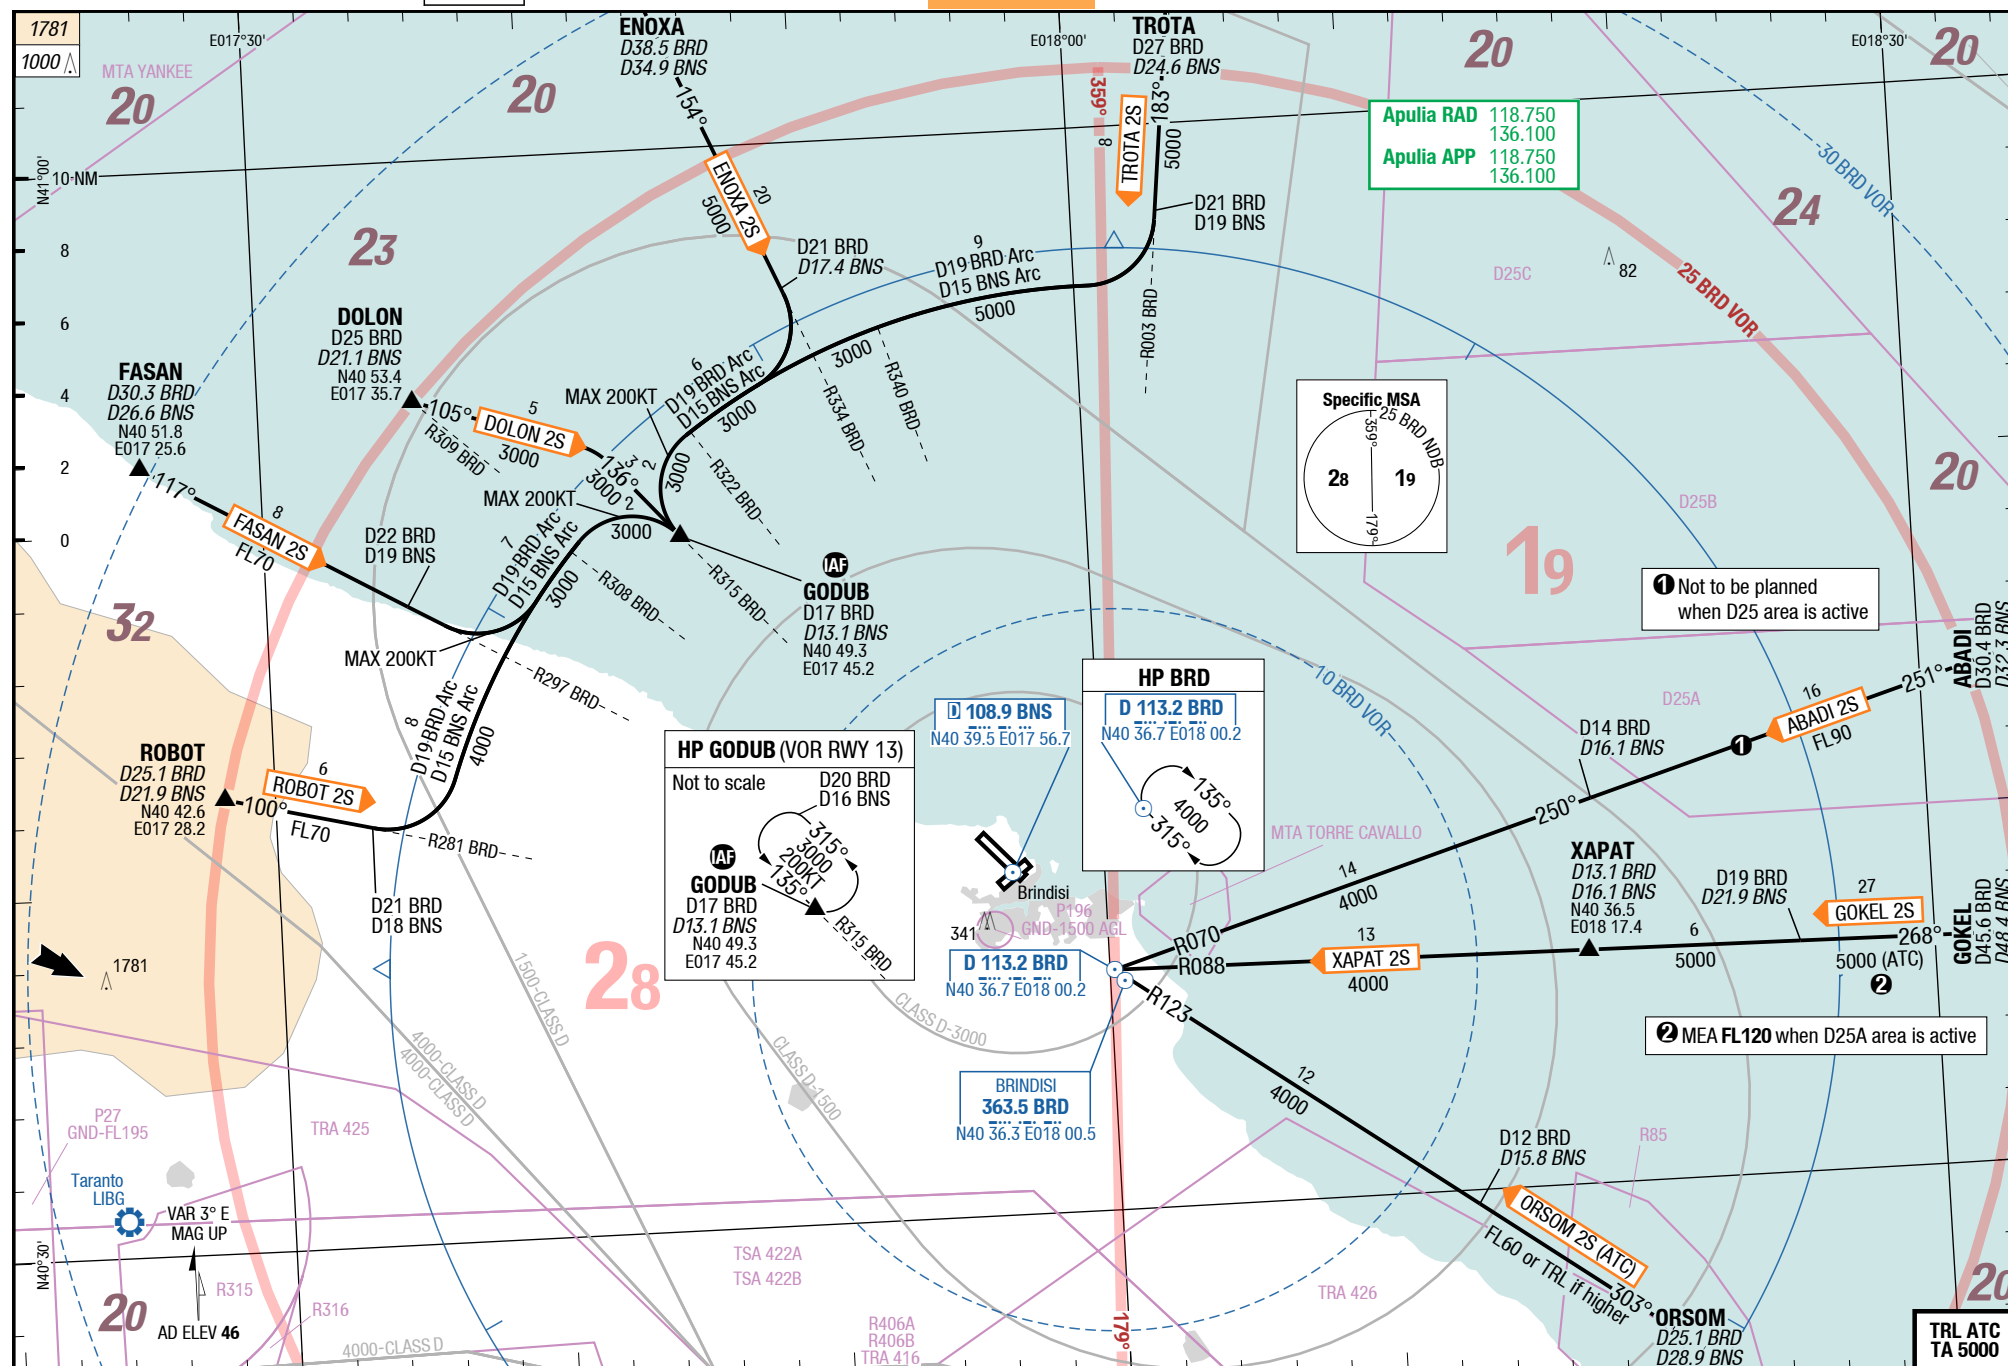 1781
1000
MTA YANKEE
20
E017°30'
20
ENOXA
D38.5 BRD
D34.9 BNS
154°
E018°00'
TROTA
D27 BRD
D24.6 BNS
183°
5000
359°
8
TROTA 2S
20
E018°30'
20
Apulia RAD 118.750
136.100
Apulia APP 118.750
136.100
30 BRD VOR
24
N41°00'
10 NM
8
6
4
2
0
ENOXA 2S
20
5000
D21 BRD
D17.4 BNS
D21 BRD
D19 BNS
9
D19 BRD Arc
D15 BNS Arc
5000
23
D25C
82
25 BRD VOR
R003 BRD
DOLON
D25 BRD
D21.1 BNS
N40 53.4
E017 35.7
105°
R309 BRD
5
DOLON 2S
3000
FASAN
D30.3 BRD
D26.6 BNS
N40 51.8
E017 25.6
117°
MAX 200KT
6
D19 BRD Arc
D15 BNS Arc
3000
3000
R334 BRD
R340 BRD
Specific MSA
25 BRD NDB
359°
28
19
179°
3
136°
3000
2
3000
R322 BRD
MAX 200KT
2
3000
8
FASAN 2S
FL70
D22 BRD
D19 BNS
7
D19 BRD Arc
D15 BNS Arc
3000
R308 BRD
R315 BRD
IAF
GODUB
D17 BRD
D13.1 BNS
N40 49.3
E017 45.2
D25B
20
19
1 Not to be planned
when D25 area is active
32
MAX 200KT
R297 BRD
ABADI
D30.4 BRD
D32.3 BNS
251°
16
ABADI 2S
FL90
D25A
1
D14 BRD
D16.1 BNS
250°
10 BRD VOR
HP BRD
D 113.2 BRD
N40 36.7 E018 00.2
135°
4000
315°
D 108.9 BNS
N40 39.5 E017 56.7
8
D19 BRD Arc
D15 BNS Arc
4000
ROBOT
D25.1 BRD
D21.9 BNS
N40 42.6
E017 28.2
100°
6
ROBOT 2S
FL70
R281 BRD
D21 BRD
D18 BNS
HP GODUB (VOR RWY 13)
Not to scale
D20 BRD
D16 BNS
315°
3000
200KT
135°
IAF
GODUB
D17 BRD
D13.1 BNS
N40 49.3
E017 45.2
R315 BRD
MTA TORRE CAVALLO
Brindisi
P196
GND-1500 AGL
341
14
4000
R070
XAPAT
D13.1 BRD
D16.1 BNS
N40 36.5
E018 17.4
D19 BRD
D21.9 BNS
27
GOKEL 2S
GOKEL
D45.6 BRD
D48.4 BNS
268°
6
5000
5000 (ATC)
2
R088
13
XAPAT 2S
4000
D 113.2 BRD
N40 36.7 E018 00.2
R123
28
1781
1500-CLASS D
4000-CLASS D
4000-CLASS D
CLASS D-3000
CLASS D-1500
2 MEA FL120 when D25A area is active
BRINDISI
363.5 BRD
N40 36.3 E018 00.5
12
4000
D12 BRD
D15.8 BNS
R85
P27
GND-FL195
TRA 425
Taranto
LIBG
VAR 3° E
MAG UP
N40°30'
R315
R316
20
AD ELEV 46
4000-CLASS D
TSA 422A
TSA 422B
R406A
R406B
TRA 416
179°
TRA 426
ORSOM 2S (ATC)
FL60 or TRL if higher
303°
ORSOM
D25.1 BRD
D28.9 BNS
20
TRL ATC
TA 5000